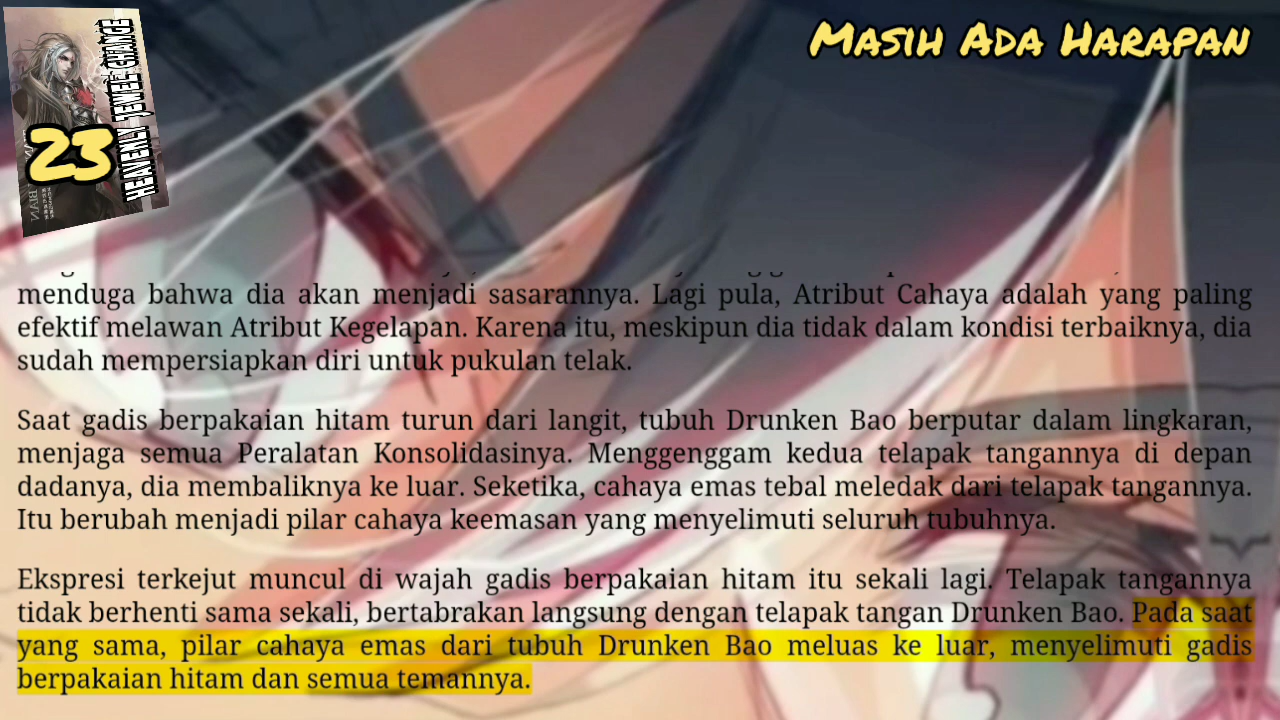 Masih Ada Harapan
HEAVENLY JEWEL CHANGE
23
menduga bahwa dia akan menjadi sasarannya. Lagi pula, Atribut Cahaya adalah yang paling
efektif melawan Atribut Kegelapan. Karena itu, meskipun dia tidak dalam kondisi terbaiknya, dia
sudah mempersiapkan diri untuk pukulan telak.
Saat gadis berpakaian hitam turun dari langit, tubuh Drunken Bao berputar dalam lingkaran,
menjaga semua Peralatan Konsolidasinya. Menggenggam kedua telapak tangannya di depan
dadanya, dia membaliknya ke luar. Seketika, cahaya emas tebal meledak dari telapak tangannya.
Itu berubah menjadi pilar cahaya keemasan yang menyelimuti seluruh tubuhnya.
Ekspresi terkejut muncul di wajah gadis berpakaian hitam itu sekali lagi. Telapak tangannya
tidak berhenti sama sekali, bertabrakan langsung dengan telapak tangan Drunken Bao. Pada saat
yang sama, pilar cahaya emas dari tubuh Drunken Bao meluas ke luar, menyelimuti gadis
berpakaian hitam dan semua temannya.